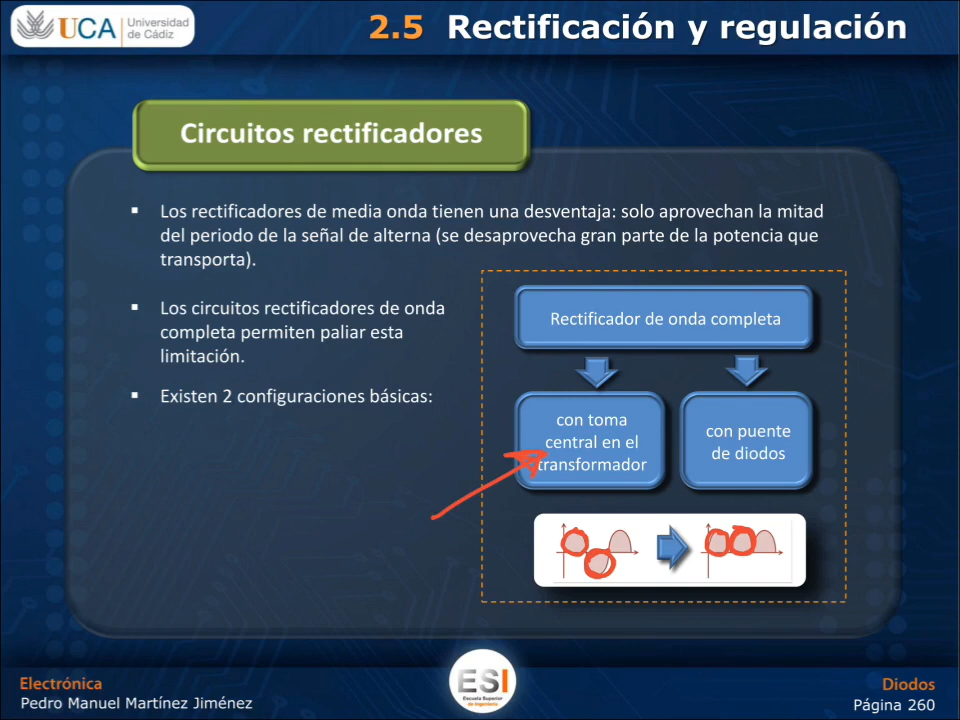 UCA
Universidad
de Cádiz
2.5 Rectificación y regulación
Circuitos rectificadores
▪ Los rectificadores de media onda tienen una desventaja: solo aprovechan la mitad
del periodo de la señal de alterna (se desaprovecha gran parte de la potencia que
transporta).
▪ Los circuitos rectificadores de onda
completa permiten paliar esta
limitación.
▪ Existen 2 configuraciones básicas:
Rectificador de onda completa
con toma
central en el
transformador
con puente
de diodos
Electrónica
Pedro Manuel Martínez Jiménez
ESI
Escuela Superior
de Ingeniería
Diodos
Página 260